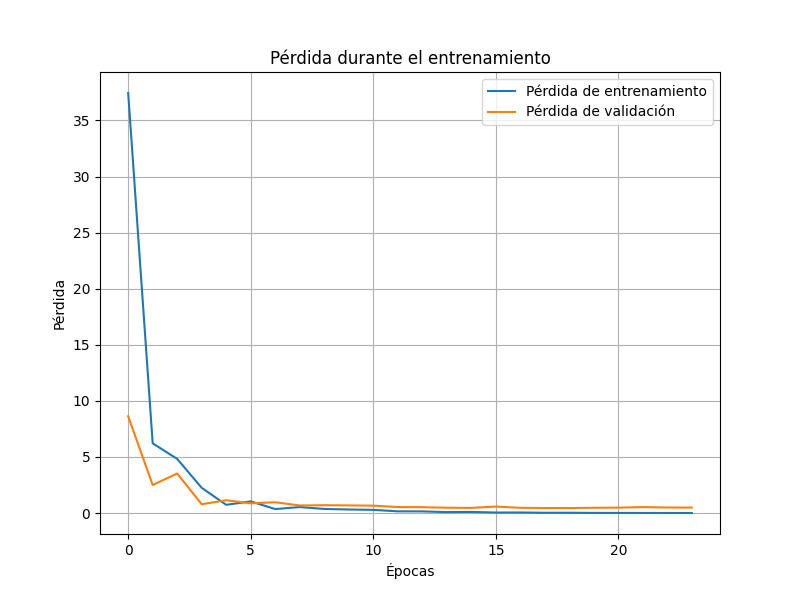 Pérdida durante el entrenamiento
Pérdida de entrenamiento
Pérdida de validación
35
30
25
20
15
10
5
0
Pérdida
0 5 10 15 20
Épocas